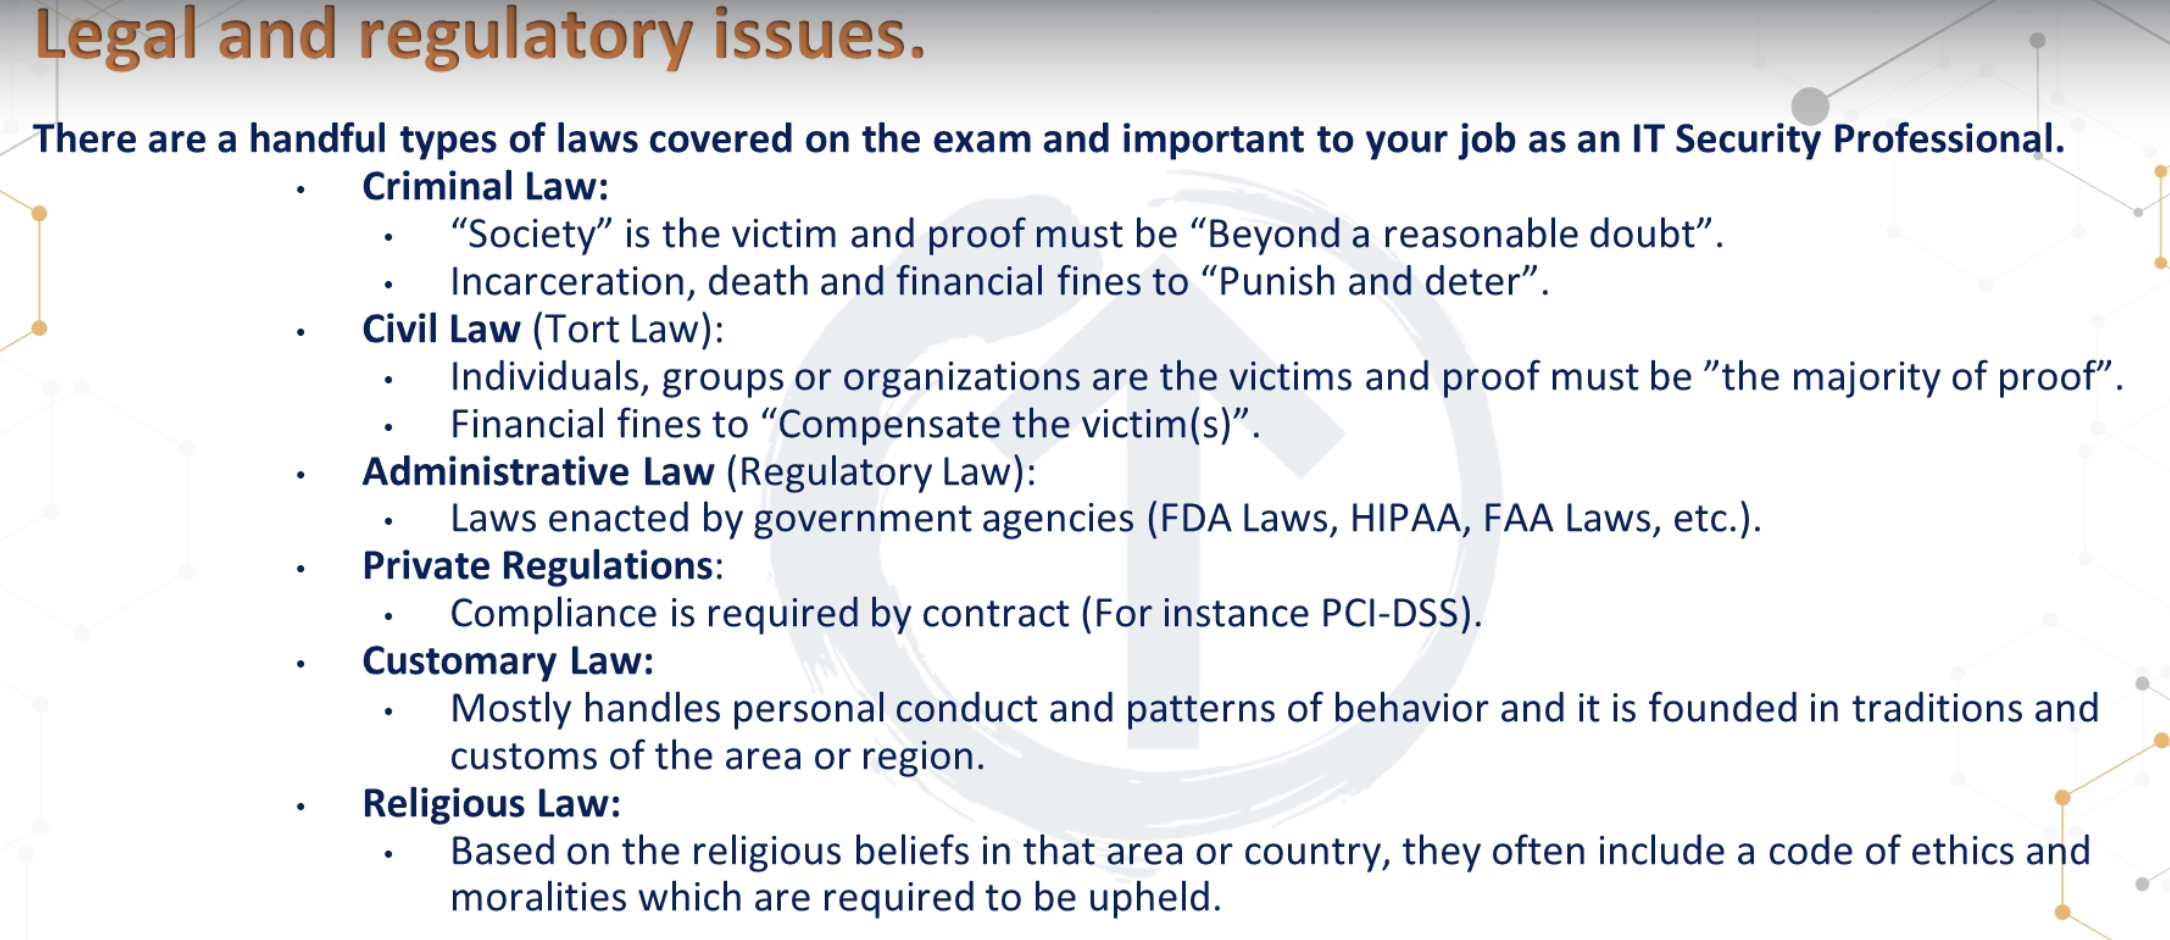 Legal and regulatory issues.
There are a handful types of laws covered on the exam and important to your job as an IT Security Professional.
• Criminal Law:
• “Society” is the victim and proof must be “Beyond a reasonable doubt”.
• Incarceration, death and financial fines to “Punish and deter”.
• Civil Law (Tort Law):
• Individuals, groups or organizations are the victims and proof must be ”the majority of proof”.
• Financial fines to “Compensate the victim(s)”.
• Administrative Law (Regulatory Law):
• Laws enacted by government agencies (FDA Laws, HIPAA, FAA Laws, etc.).
• Private Regulations:
• Compliance is required by contract (For instance PCI-DSS).
• Customary Law:
• Mostly handles personal conduct and patterns of behavior and it is founded in traditions and
customs of the area or region.
• Religious Law:
• Based on the religious beliefs in that area or country, they often include a code of ethics and
moralities which are required to be upheld.